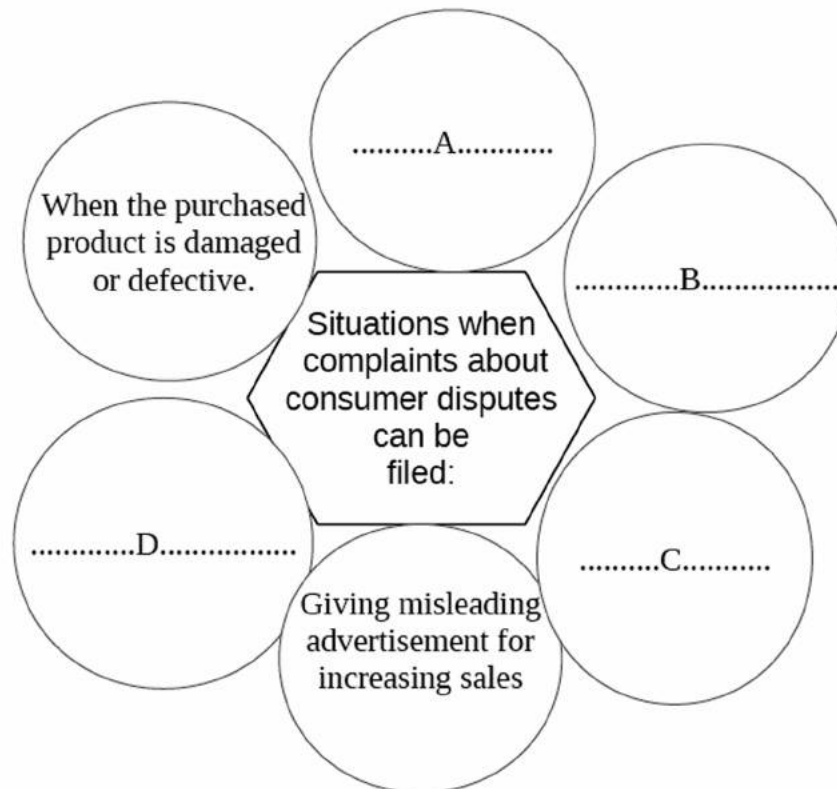 ...........A............
When the purchased
product is damaged
or defective.
.............B.................
Situations when
complaints about
consumer disputes
can be
filed:
.............D.................
..........C...........
Giving misleading
advertisement for
increasing sales